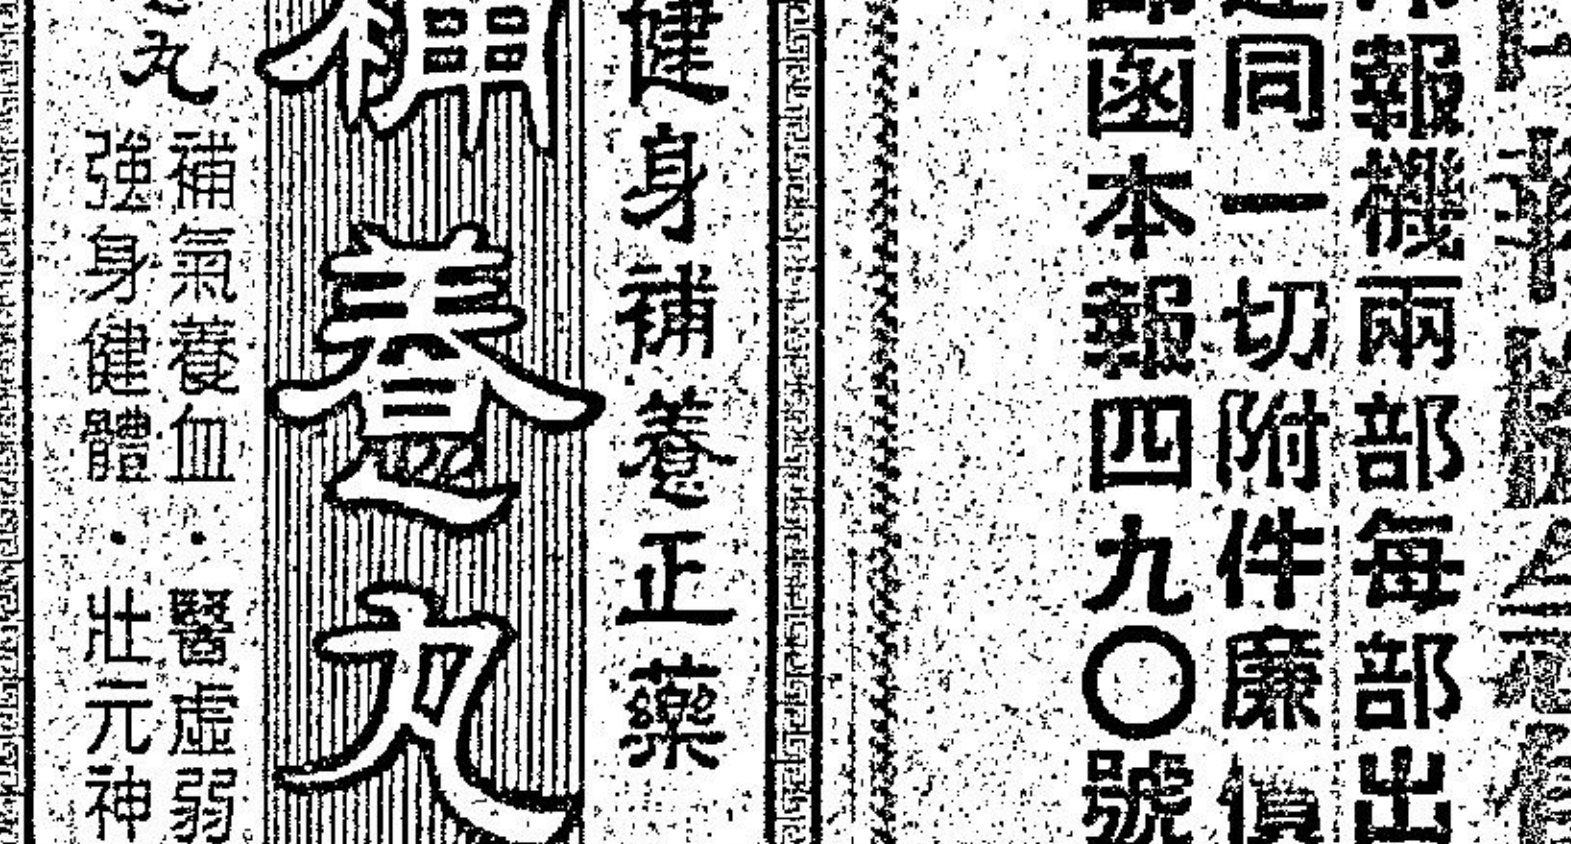 報機兩部每部出
同一切附件廉價
函本報四九〇號
健身補養正藥
養丸
丸
補氣養血・醫虛弱
強身健體・壯元神